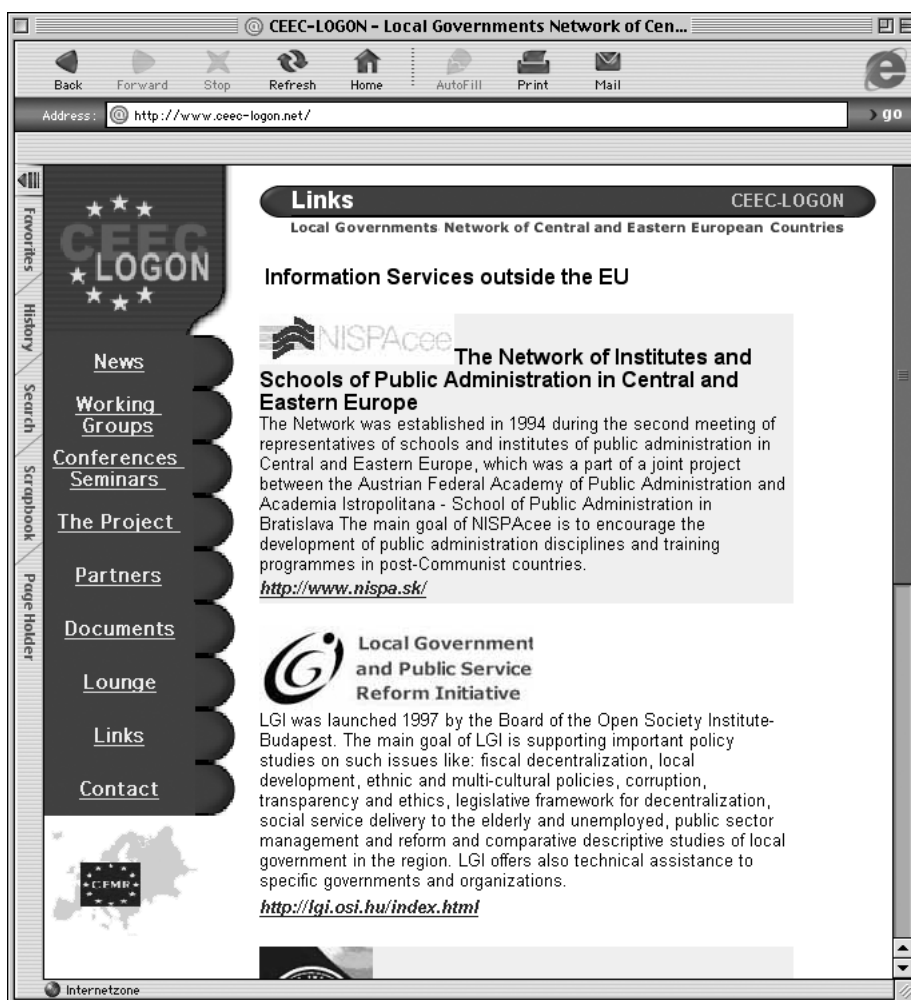 @ CEEC-LOGON - Local Governments Network of Cen...
Back Forward Stop Refresh Home AutoFill Print Mail
Address: @ http://www.ceec-logon.net/ go
Favorites
History
Search
Scrapbook
Page Holder
CEEC
LOGON
News
Working
Groups
Conferences
Seminars
The Project
Partners
Documents
Lounge
Links
Contact
CEMR
Links CEEC-LOGON
Local Governments Network of Central and Eastern European Countries
Information Services outside the EU
NISPAcee The Network of Institutes and
Schools of Public Administration in Central and
Eastern Europe
The Network was established in 1994 during the second meeting of
representatives of schools and institutes of public administration in
Central and Eastern Europe, which was a part of a joint project
between the Austrian Federal Academy of Public Administration and
Academia Istropolitana - School of Public Administration in
Bratislava The main goal of NISPAcee is to encourage the
development of public administration disciplines and training
programmes in post-Communist countries.
http://www.nispa.sk/
Local Government
and Public Service
Reform Initiative
LGI was launched 1997 by the Board of the Open Society Institute-
Budapest. The main goal of LGI is supporting important policy
studies on such issues like: fiscal decentralization, local
development, ethnic and multi-cultural policies, corruption,
transparency and ethics, legislative framework for decentralization,
social service delivery to the elderly and unemployed, public sector
management and reform and comparative descriptive studies of local
government in the region. LGI offers also technical assistance to
specific governments and organizations.
http://lgi.osi.hu/index.html
Internetzone